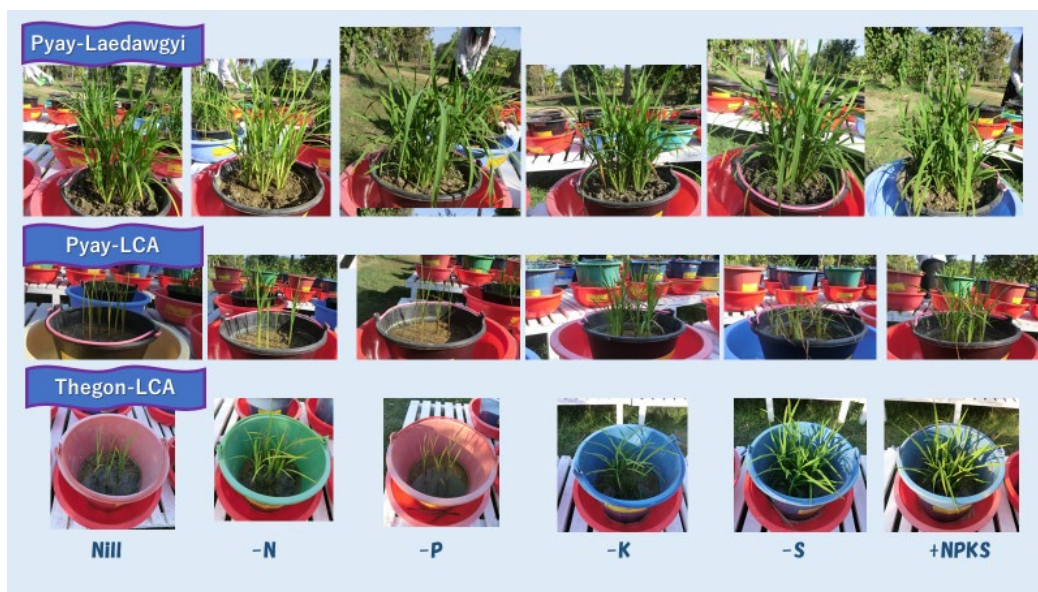 Pyay-Laedawgyi
Pyay-LCA
Thegon-LCA
Nill -N -P -K -S +NPKS